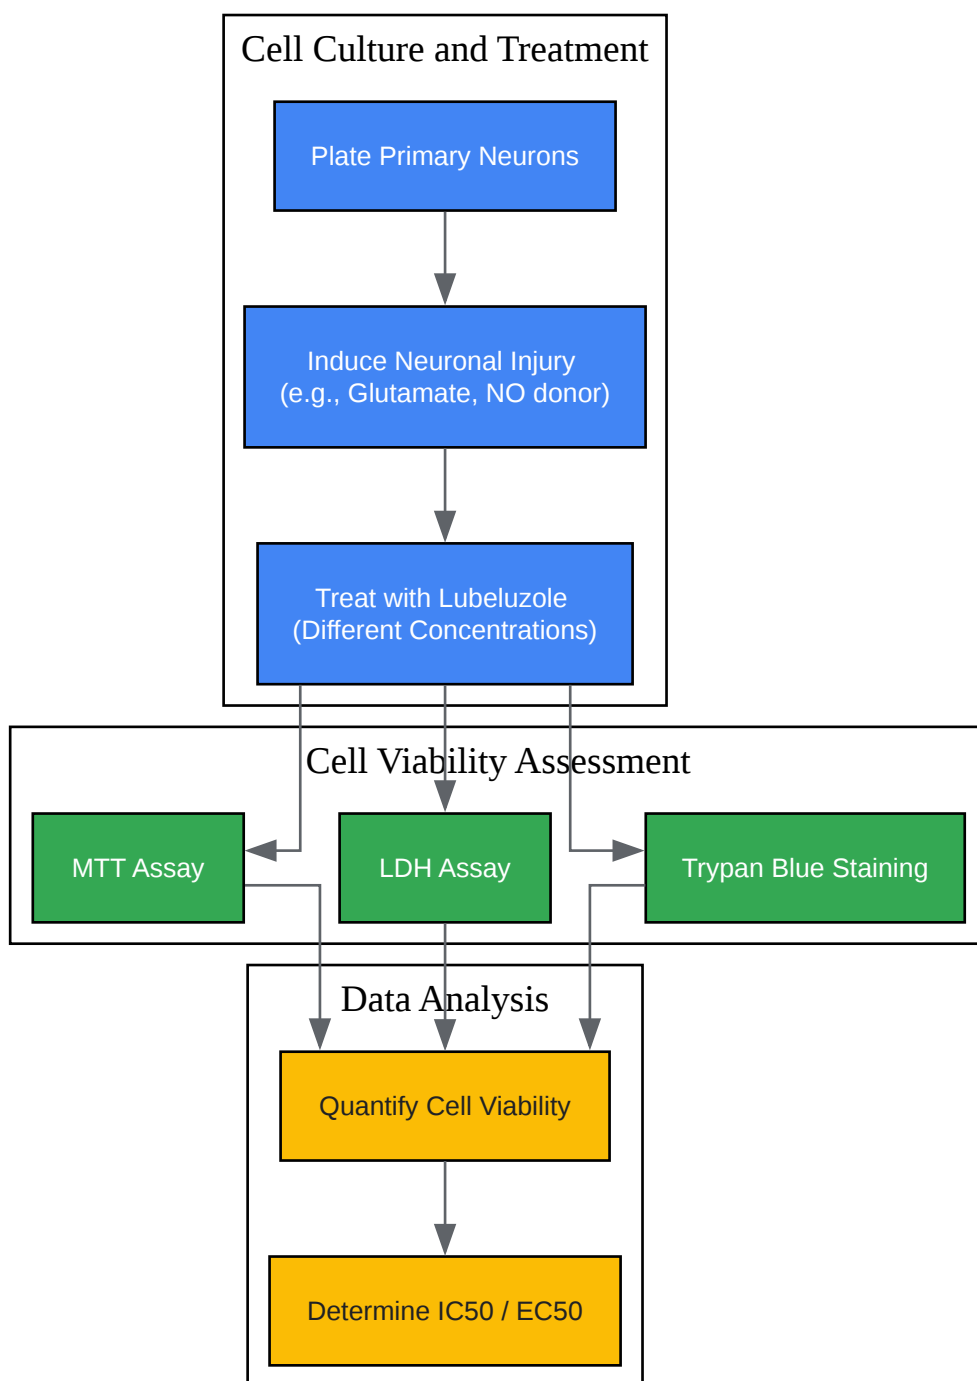 Cell Culture and Treatment
Plate Primary Neurons
Induce Neuronal Injury
(e.g., Glutamate, NO donor)
Treat with Lubeluzole
(Different Concentrations)
Cell Viability Assessment
MTT Assay
LDH Assay
Trypan Blue Staining
Data Analysis
Quantify Cell Viability
Determine IC50 / EC50